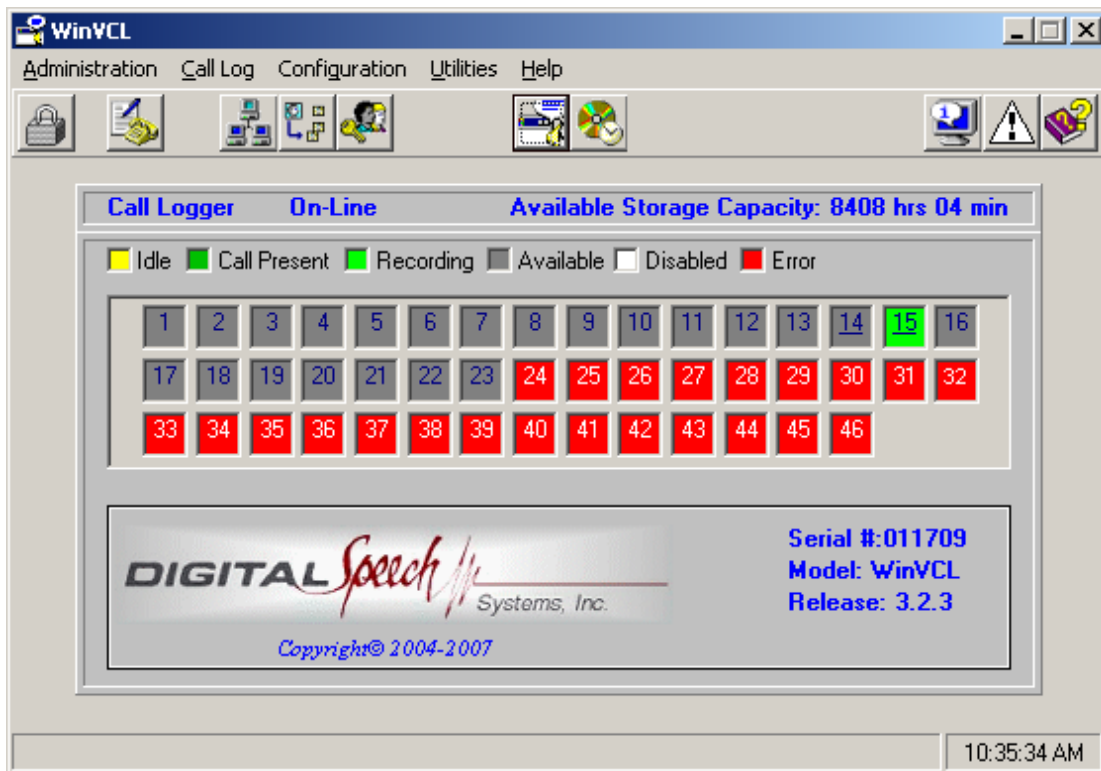 WinVCL
Administration Call Log Configuration Utilities Help
Call Logger On-Line Available Storage Capacity: 8408 hrs 04 min
Idle Call Present Recording Available Disabled Error
1 2 3 4 5 6 7 8 9 10 11 12 13 14 15 16
17 18 19 20 21 22 23 24 25 26 27 28 29 30 31 32
33 34 35 36 37 38 39 40 41 42 43 44 45 46
DIGITAL Speech Systems, Inc.
Copyright© 2004-2007
Serial #:011709
Model: WinVCL
Release: 3.2.3
10:35:34 AM